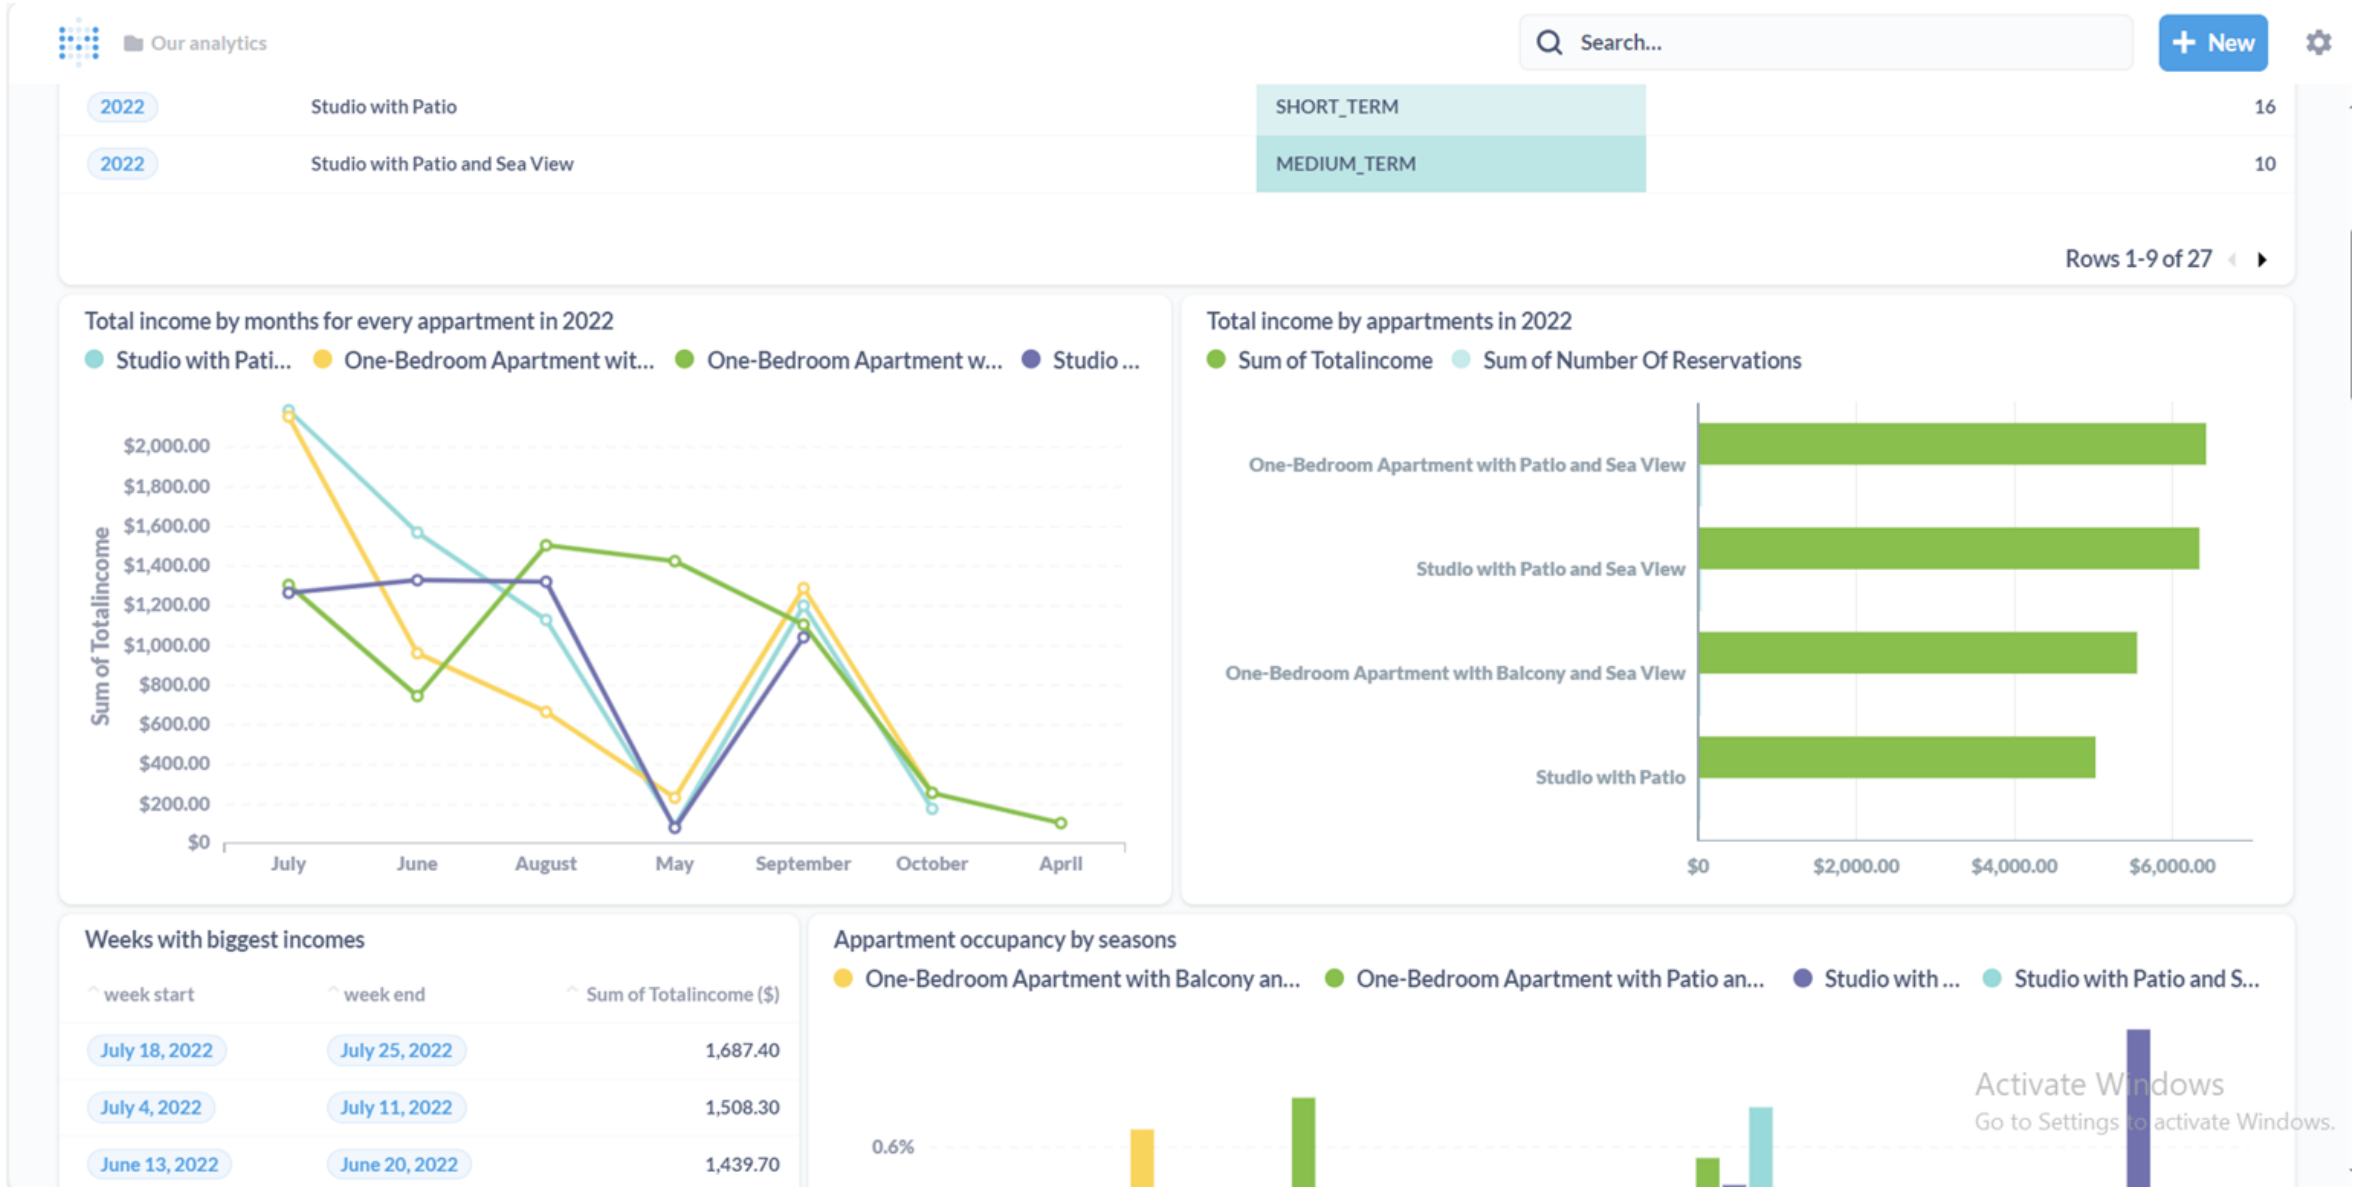 Our analytics
Search...
+ New
2022 Studio with Patio SHORT_TERM 16
2022 Studio with Patio and Sea View MEDIUM_TERM 10
Rows 1-9 of 27
Total income by months for every appartment in 2022
Studio with Pati... One-Bedroom Apartment wit... One-Bedroom Apartment w... Studio ...
Sum of Totalincome
$2,000.00
$1,800.00
$1,600.00
$1,400.00
$1,200.00
$1,000.00
$800.00
$600.00
$400.00
$200.00
$0
July June August May September October April
Total income by appartments in 2022
Sum of Totalincome Sum of Number Of Reservations
One-Bedroom Apartment with Patio and Sea View
Studio with Patio and Sea View
One-Bedroom Apartment with Balcony and Sea View
Studio with Patio
$0 $2,000.00 $4,000.00 $6,000.00
Weeks with biggest incomes
week start week end Sum of Totalincome ($)
July 18, 2022 July 25, 2022 1,687.40
July 4, 2022 July 11, 2022 1,508.30
June 13, 2022 June 20, 2022 1,439.70
Appartment occupancy by seasons
One-Bedroom Apartment with Balcony an... One-Bedroom Apartment with Patio an... Studio with ... Studio with Patio and S...
0.6%
Activate Windows
Go to Settings to activate Windows.